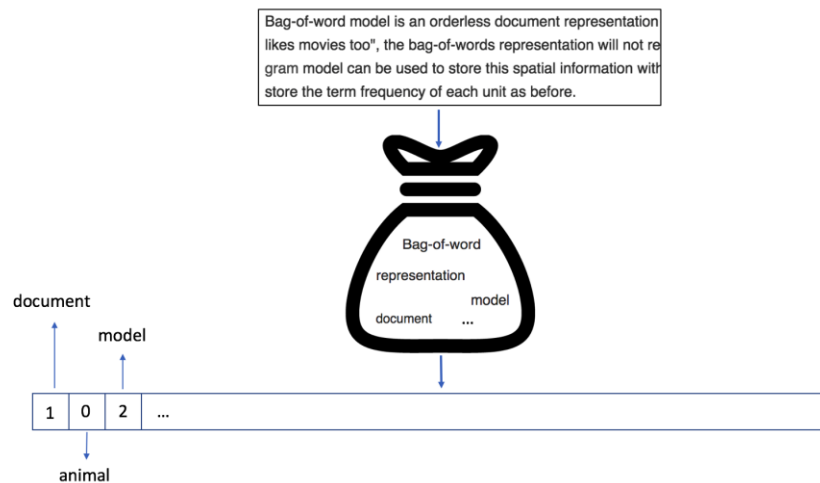 Bag-of-word model is an orderless document representation
likes movies too", the bag-of-words representation will not re
gram model can be used to store this spatial information with
store the term frequency of each unit as before.
Bag-of-word
representation
model
document ...
document
model
1 0 2 ...
animal